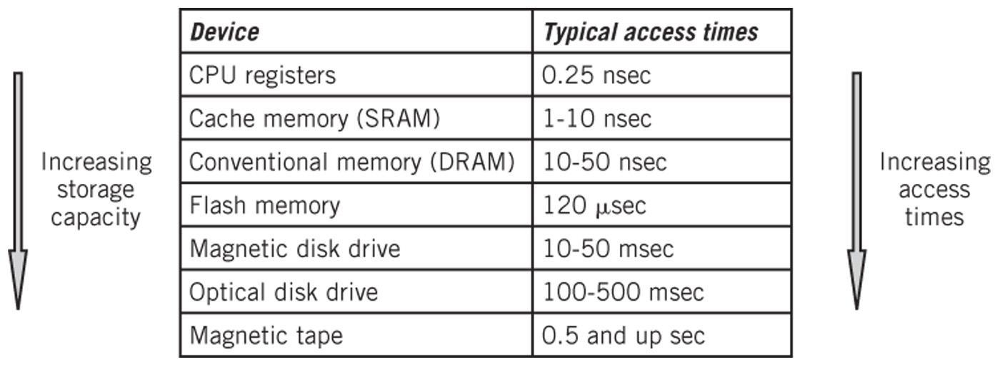 Device Typical access times
CPU registers 0.25 nsec
Cache memory (SRAM) 1-10 nsec
Conventional memory (DRAM) 10-50 nsec
Flash memory 120 μsec
Magnetic disk drive 10-50 msec
Optical disk drive 100-500 msec
Magnetic tape 0.5 and up sec
Increasing
storage
capacity
Increasing
access
times